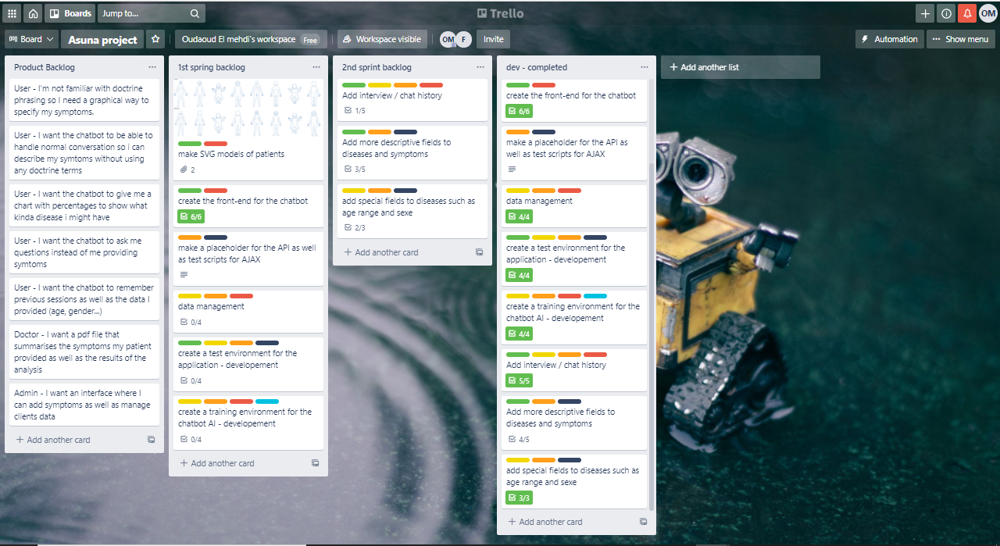 Boards
Jump to...
Trello
OM
Board
Asuna project
Oudaoud El mehdi's workspace
Free
Workspace visible
OM
F
Invite
Automation
Show menu
Product Backlog
User - I'm not familiar with doctrine
phrasing so I need a graphical way to
specify my symptoms.
User - I want the chatbot to be able to
handle normal conversation so i can
describe my symtoms without using
any doctrine terms
User - I want the chatbot to give me a
chart with percentages to show what
kinda disease i might have
User - I want the chatbot to ask me
questions instead of me providing
symtoms
User - I want the chatbot to remember
previous sessions as well as the data I
provided (age, gender...)
Doctor - I want a pdf file that
summarises the symptoms my patient
provided as well as the results of the
analysis
Admin - I want an interface where I
can add symptoms as well as manage
clients data
+ Add another card
1st spring backlog
make SVG models of patients
2
create the front-end for the chatbot
6/6
make a placeholder for the API as well
as test scripts for AJAX
data management
0/4
create a test environment for the
application - developement
0/4
create a training environment for the
chatbot AI - developement
0/4
+ Add another card
2nd sprint backlog
Add interview / chat history
1/5
Add more descriptive fields to
diseases and symptoms
3/5
add special fields to diseases such as
age range and sexe
2/3
+ Add another card
dev - completed
create the front-end for the chatbot
6/6
make a placeholder for the API as
well as test scripts for AJAX
data management
4/4
create a test environment for the
application - developement
4/4
create a training environment for the
chatbot AI - developement
4/4
Add interview / chat history
5/5
Add more descriptive fields to
diseases and symptoms
4/5
add special fields to diseases such as
age range and sexe
3/3
+ Add another card
+ Add another list